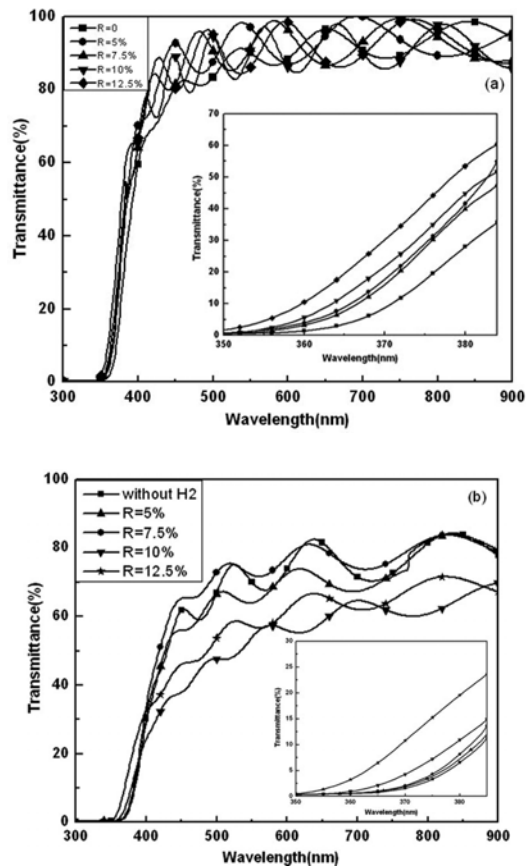 100
80
60
40
20
0
Transmittance(%)
R=0
R=5%
R=7.5%
R=10%
R=12.5%
(a)
70
60
50
40
30
20
10
0
Transmittance(%)
350 360 370 380
Wavelength(nm)
300 400 500 600 700 800 900
Wavelength(nm)
100
80
60
40
20
0
Transmittance(%)
without H2
R=5%
R=7.5%
R=10%
R=12.5%
(b)
30
25
20
15
10
5
0
Transmittance(%)
350 360 370 380
Wavelength(nm)
300 400 500 600 700 800 900
Wavelength(nm)